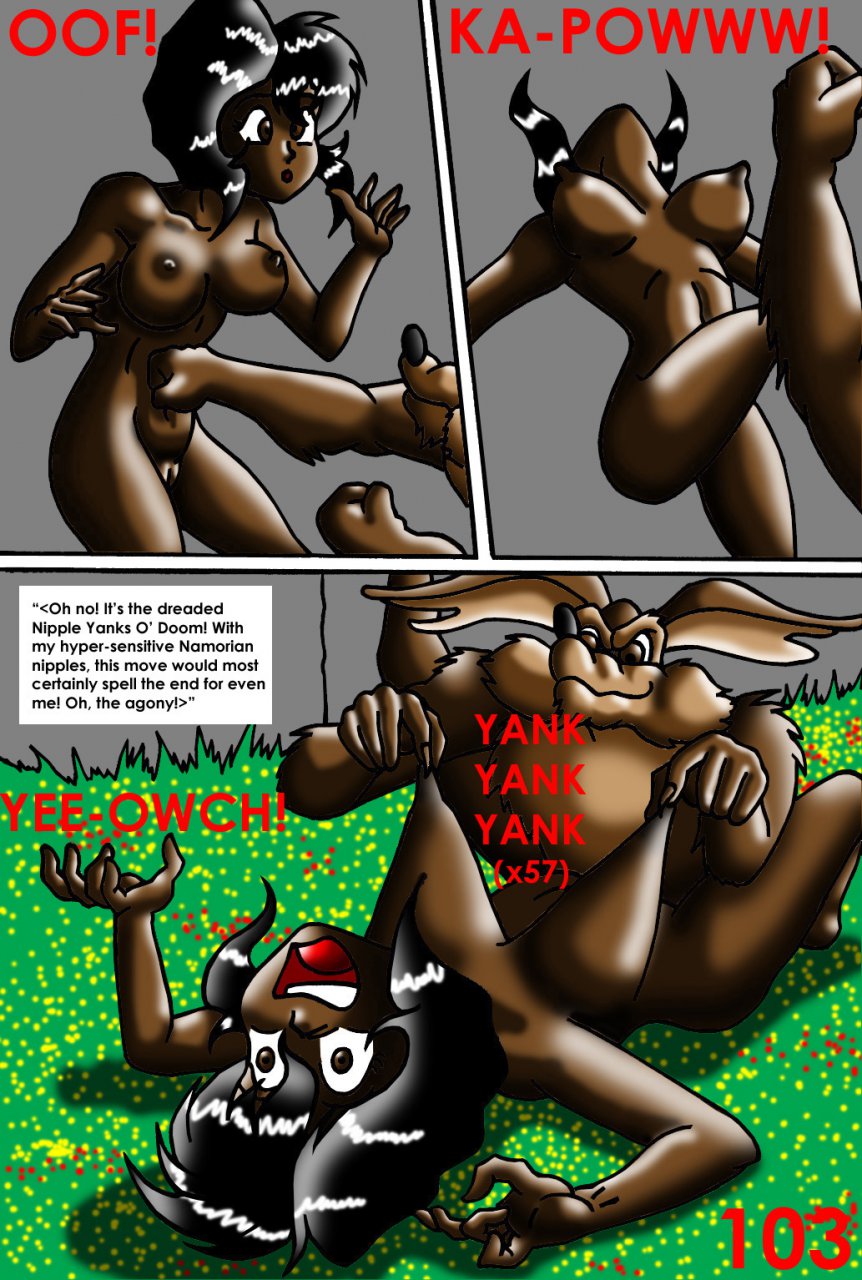 OOF!
KA-POWWW!
“<Oh no! It’s the dreaded
Nipple Yanks O’ Doom! With
my hyper-sensitive Namorian
nipples, this move would most
certainly spell the end for even
me! Oh, the agony!>”
YANK
YANK
YANK
(x57)
YEE-OWCH!
103